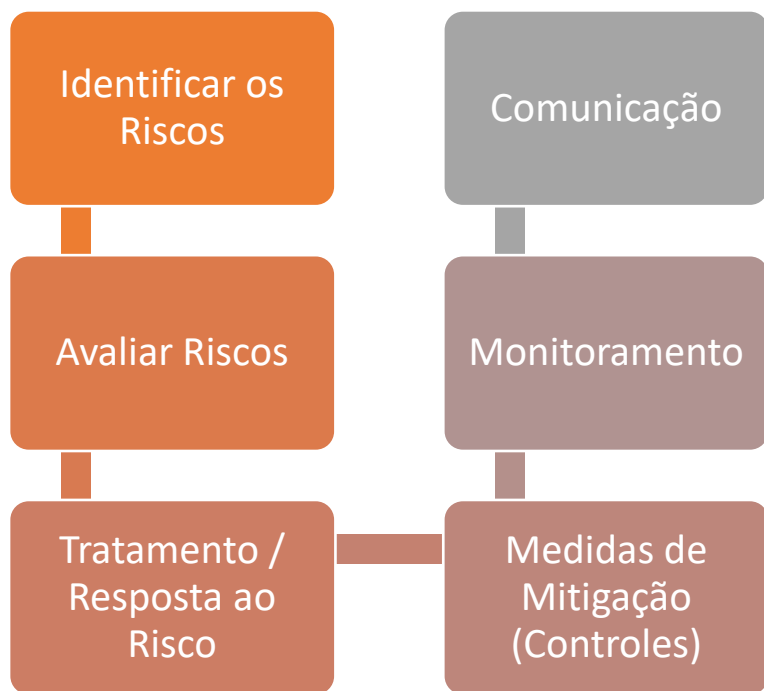 Identificar os
Riscos
Avaliar Riscos
Tratamento /
Resposta ao
Risco
Medidas de
Mitigação
(Controles)
Monitoramento
Comunicação